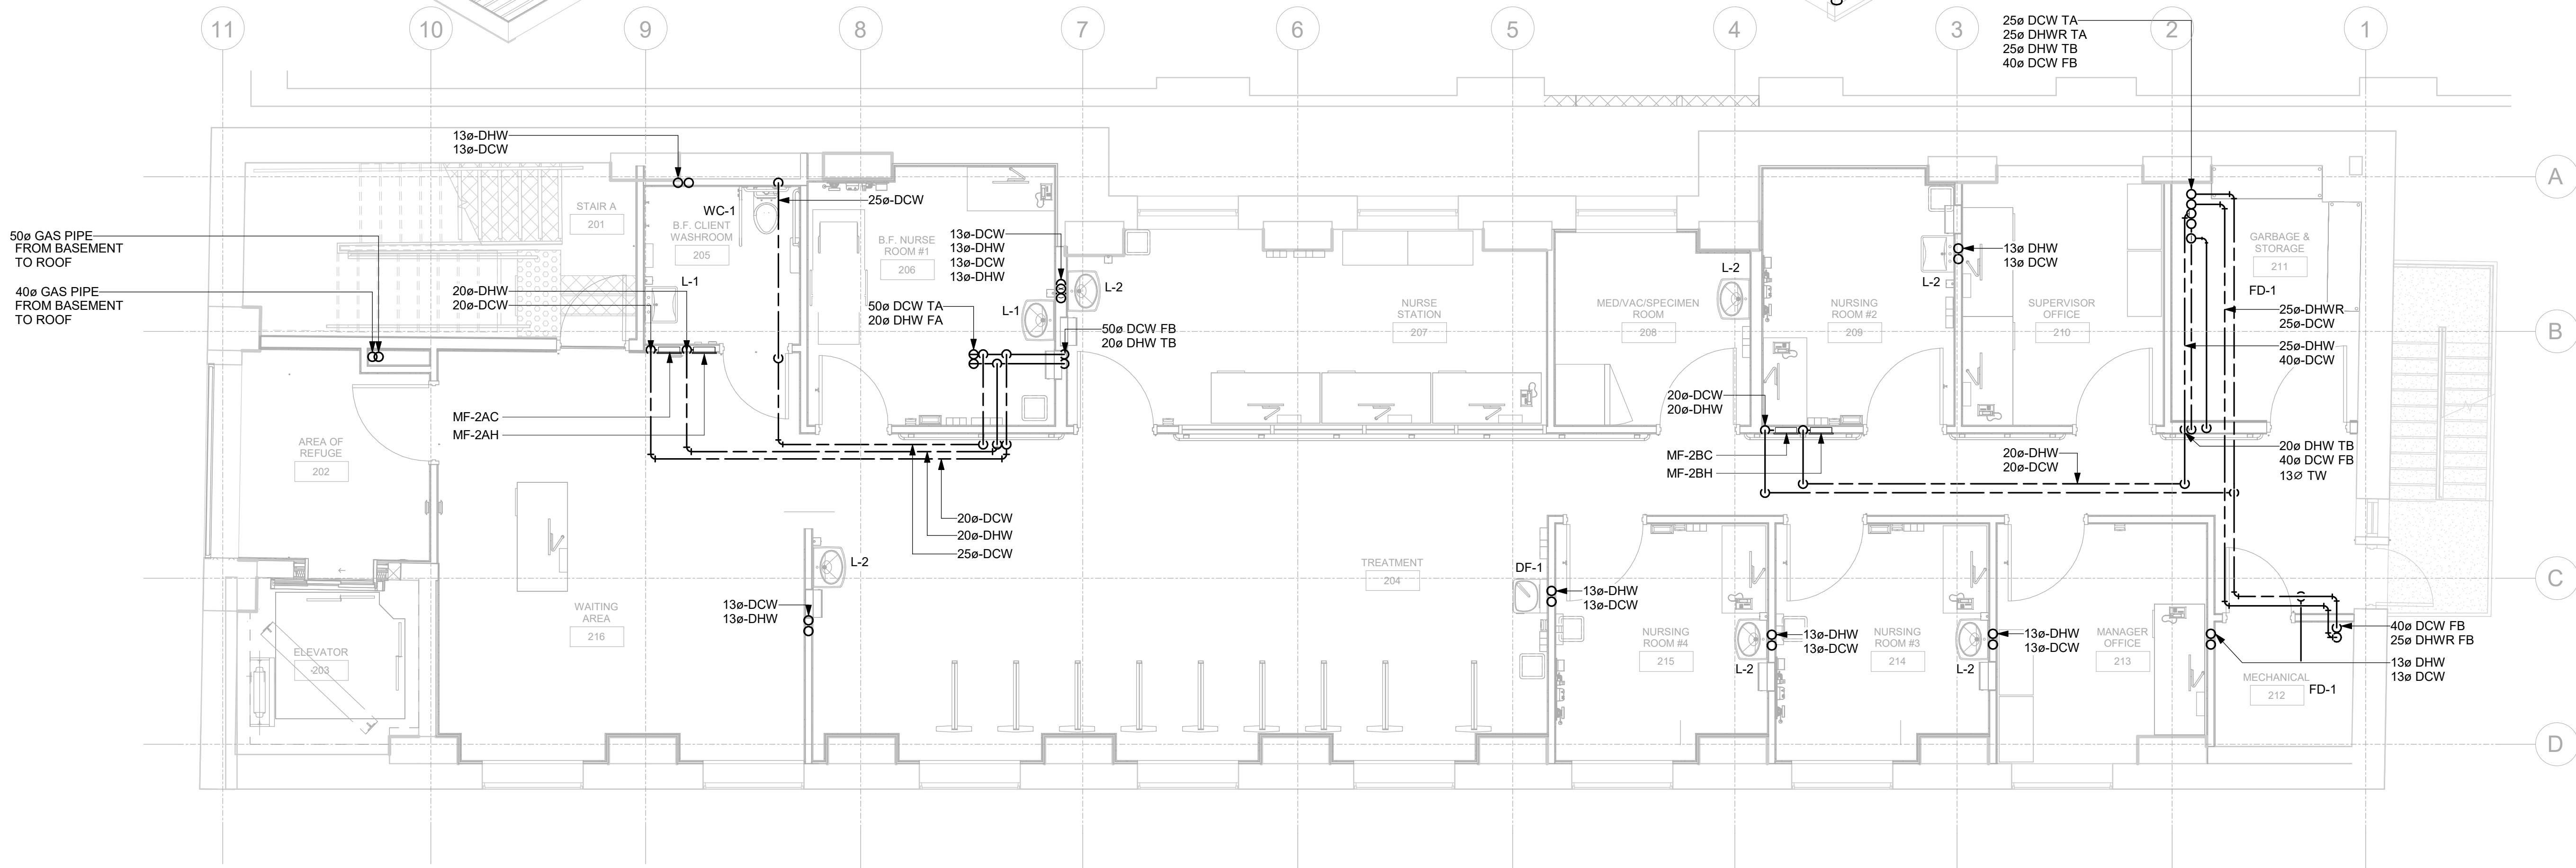 11
10
9
8
7
6
5
4
3
2
1
A
B
C
D
25ø DCW TA
25ø DHWR TA
25ø DHW TB
40ø DCW FB
13ø-DHW
13ø-DCW
50ø GAS PIPE
FROM BASEMENT
TO ROOF
40ø GAS PIPE
FROM BASEMENT
TO ROOF
STAIR A
201
WC-1
B.F. CLIENT
WASHROOM
205
25ø-DCW
20ø-DHW
20ø-DCW
L-1
B.F. NURSE
ROOM #1
206
13ø-DCW
13ø-DHW
13ø-DCW
13ø-DHW
L-2
L-1
50ø DCW TA
20ø DHW FA
50ø DCW FB
20ø DHW TB
NURSE
STATION
207
MED/VAC/SPECIMEN
ROOM
208
L-2
NURSING
ROOM #2
209
L-2
13ø DHW
13ø DCW
SUPERVISOR
OFFICE
210
GARBAGE &
STORAGE
211
FD-1
25ø-DHWR
25ø-DCW
25ø-DHW
40ø-DCW
MF-2AC
MF-2AH
20ø-DCW
20ø-DHW
MF-2BC
MF-2BH
20ø-DHW
20ø-DCW
20ø DHW TB
40ø DCW FB
13Ø TW
AREA OF
REFUGE
202
20ø-DCW
20ø-DHW
25ø-DCW
L-2
TREATMENT
204
DF-1
13ø-DHW
13ø-DCW
WAITING
AREA
216
13ø-DCW
13ø-DHW
ELEVATOR
203
NURSING
ROOM #4
215
L-2
13ø-DHW
13ø-DCW
NURSING
ROOM #3
214
L-2
13ø-DHW
13ø-DCW
MANAGER
OFFICE
213
40ø DCW FB
25ø DHWR FB
13ø DHW
13ø DCW
MECHANICAL
212
FD-1